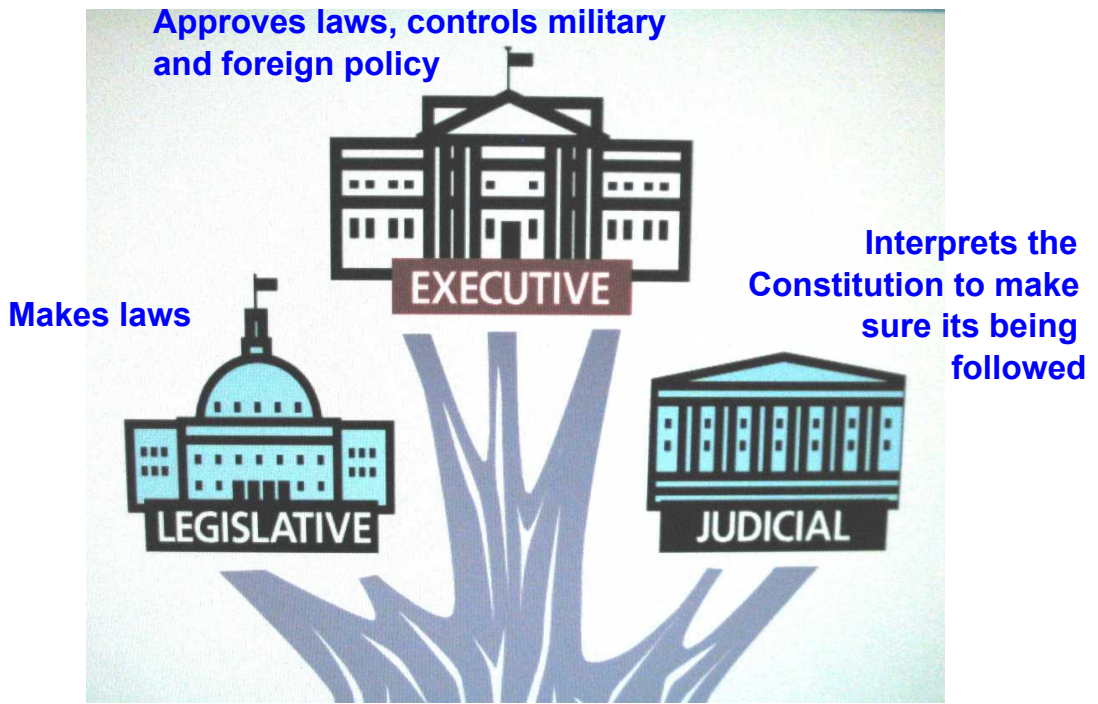 Approves laws, controls military
and foreign policy
EXECUTIVE
Interprets the
Constitution to make
sure its being
followed
Makes laws
LEGISLATIVE
JUDICIAL